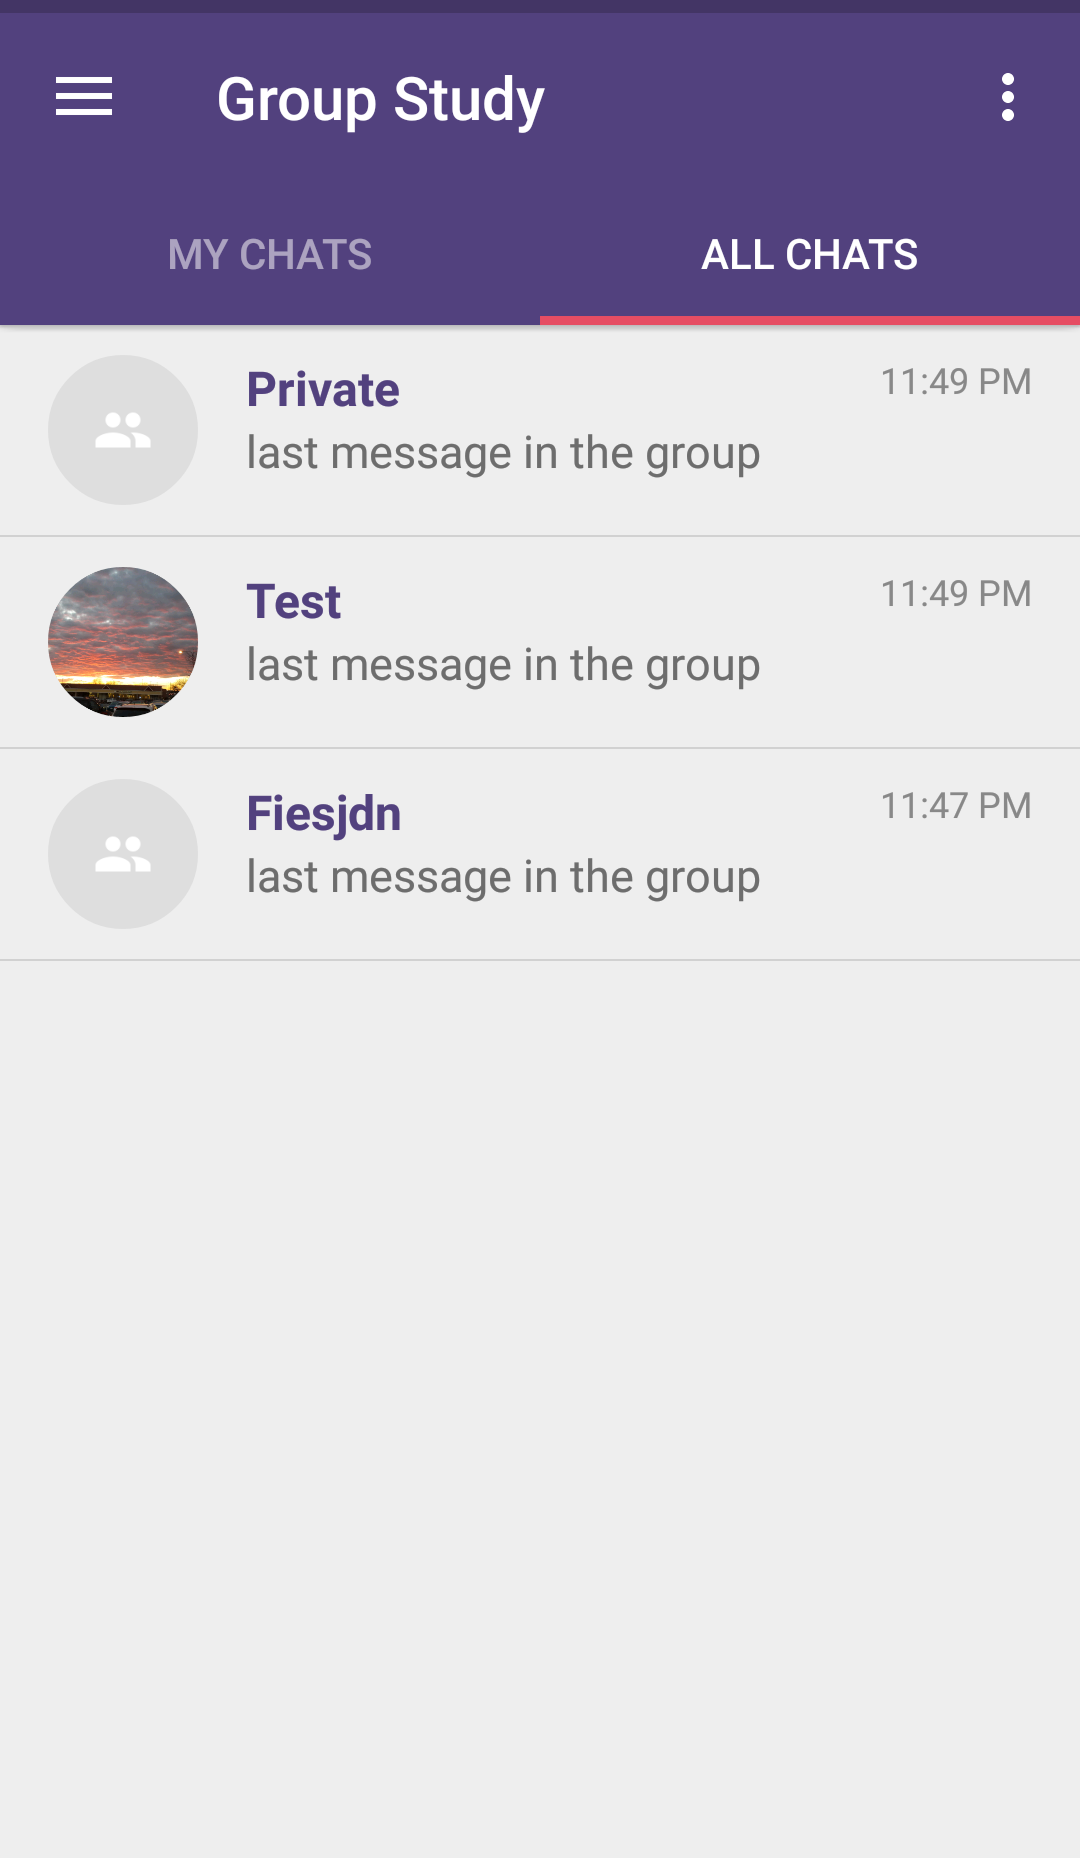 Group Study
MY CHATS
ALL CHATS
Private
11:49 PM
last message in the group
Test
11:49 PM
last message in the group
Fiesjdn
11:47 PM
last message in the group